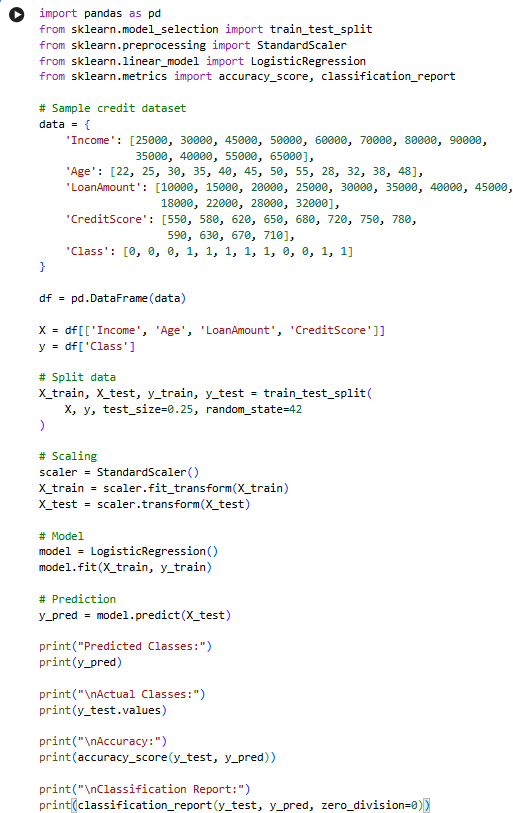 import pandas as pd
from sklearn.model_selection import train_test_split
from sklearn.preprocessing import StandardScaler
from sklearn.linear_model import LogisticRegression
from sklearn.metrics import accuracy_score, classification_report

# Sample credit dataset
data = {
    'Income': [25000, 30000, 45000, 50000, 60000, 70000, 80000, 90000,
               35000, 40000, 55000, 65000],
    'Age': [22, 25, 30, 35, 40, 45, 50, 55, 28, 32, 38, 48],
    'LoanAmount': [10000, 15000, 20000, 25000, 30000, 35000, 40000, 45000,
                   18000, 22000, 28000, 32000],
    'CreditScore': [550, 580, 620, 650, 680, 720, 750, 780,
                    590, 630, 670, 710],
    'Class': [0, 0, 0, 1, 1, 1, 1, 1, 0, 0, 1, 1]
}

df = pd.DataFrame(data)

X = df[['Income', 'Age', 'LoanAmount', 'CreditScore']]
y = df['Class']

# Split data
X_train, X_test, y_train, y_test = train_test_split(
    X, y, test_size=0.25, random_state=42
)

# Scaling
scaler = StandardScaler()
X_train = scaler.fit_transform(X_train)
X_test = scaler.transform(X_test)

# Model
model = LogisticRegression()
model.fit(X_train, y_train)

# Prediction
y_pred = model.predict(X_test)

print("Predicted Classes:")
print(y_pred)

print("\nActual Classes:")
print(y_test.values)

print("\nAccuracy:")
print(accuracy_score(y_test, y_pred))

print("\nClassification Report:")
print(classification_report(y_test, y_pred, zero_division=0))